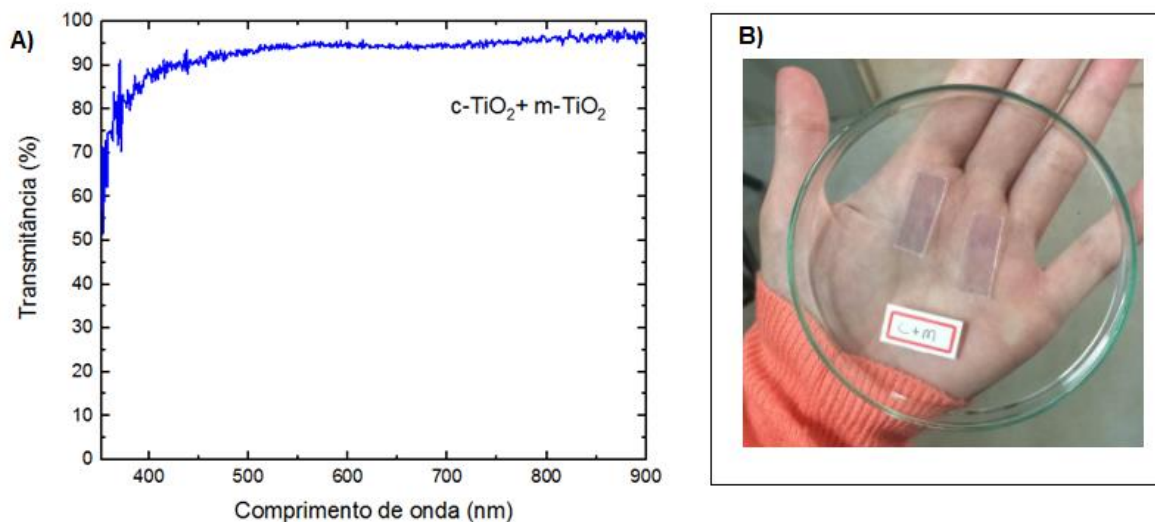 A)
100
90
80
70
60
50
40
30
20
10
0
Transmitância (%)
c-TiO₂+ m-TiO₂
400 500 600 700 800 900
Comprimento de onda (nm)
B)
C+m